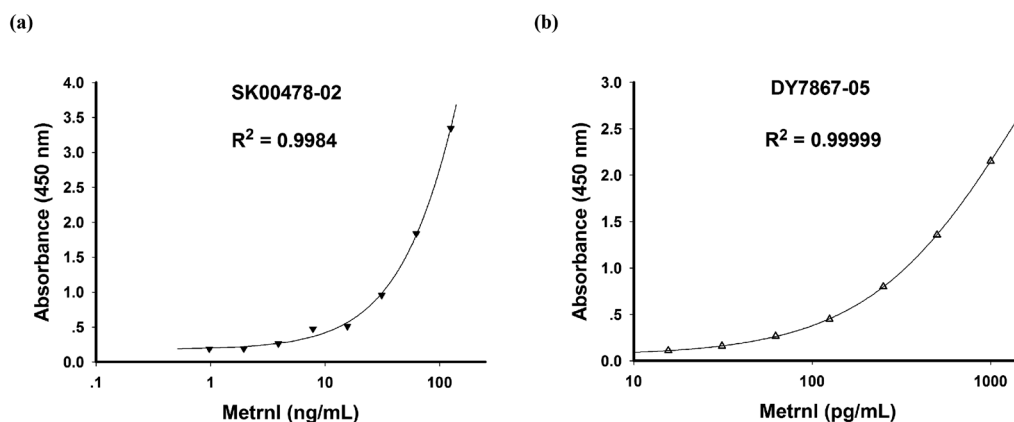 (a)
SK00478-02
R² = 0.9984
Absorbance (450 nm)
4.0
3.5
3.0
2.5
2.0
1.5
1.0
.5
0.0
.1
1
10
100
Metrnl (ng/mL)
(b)
DY7867-05
R² = 0.99999
Absorbance (450 nm)
3.0
2.5
2.0
1.5
1.0
.5
0.0
10
100
1000
Metrnl (pg/mL)